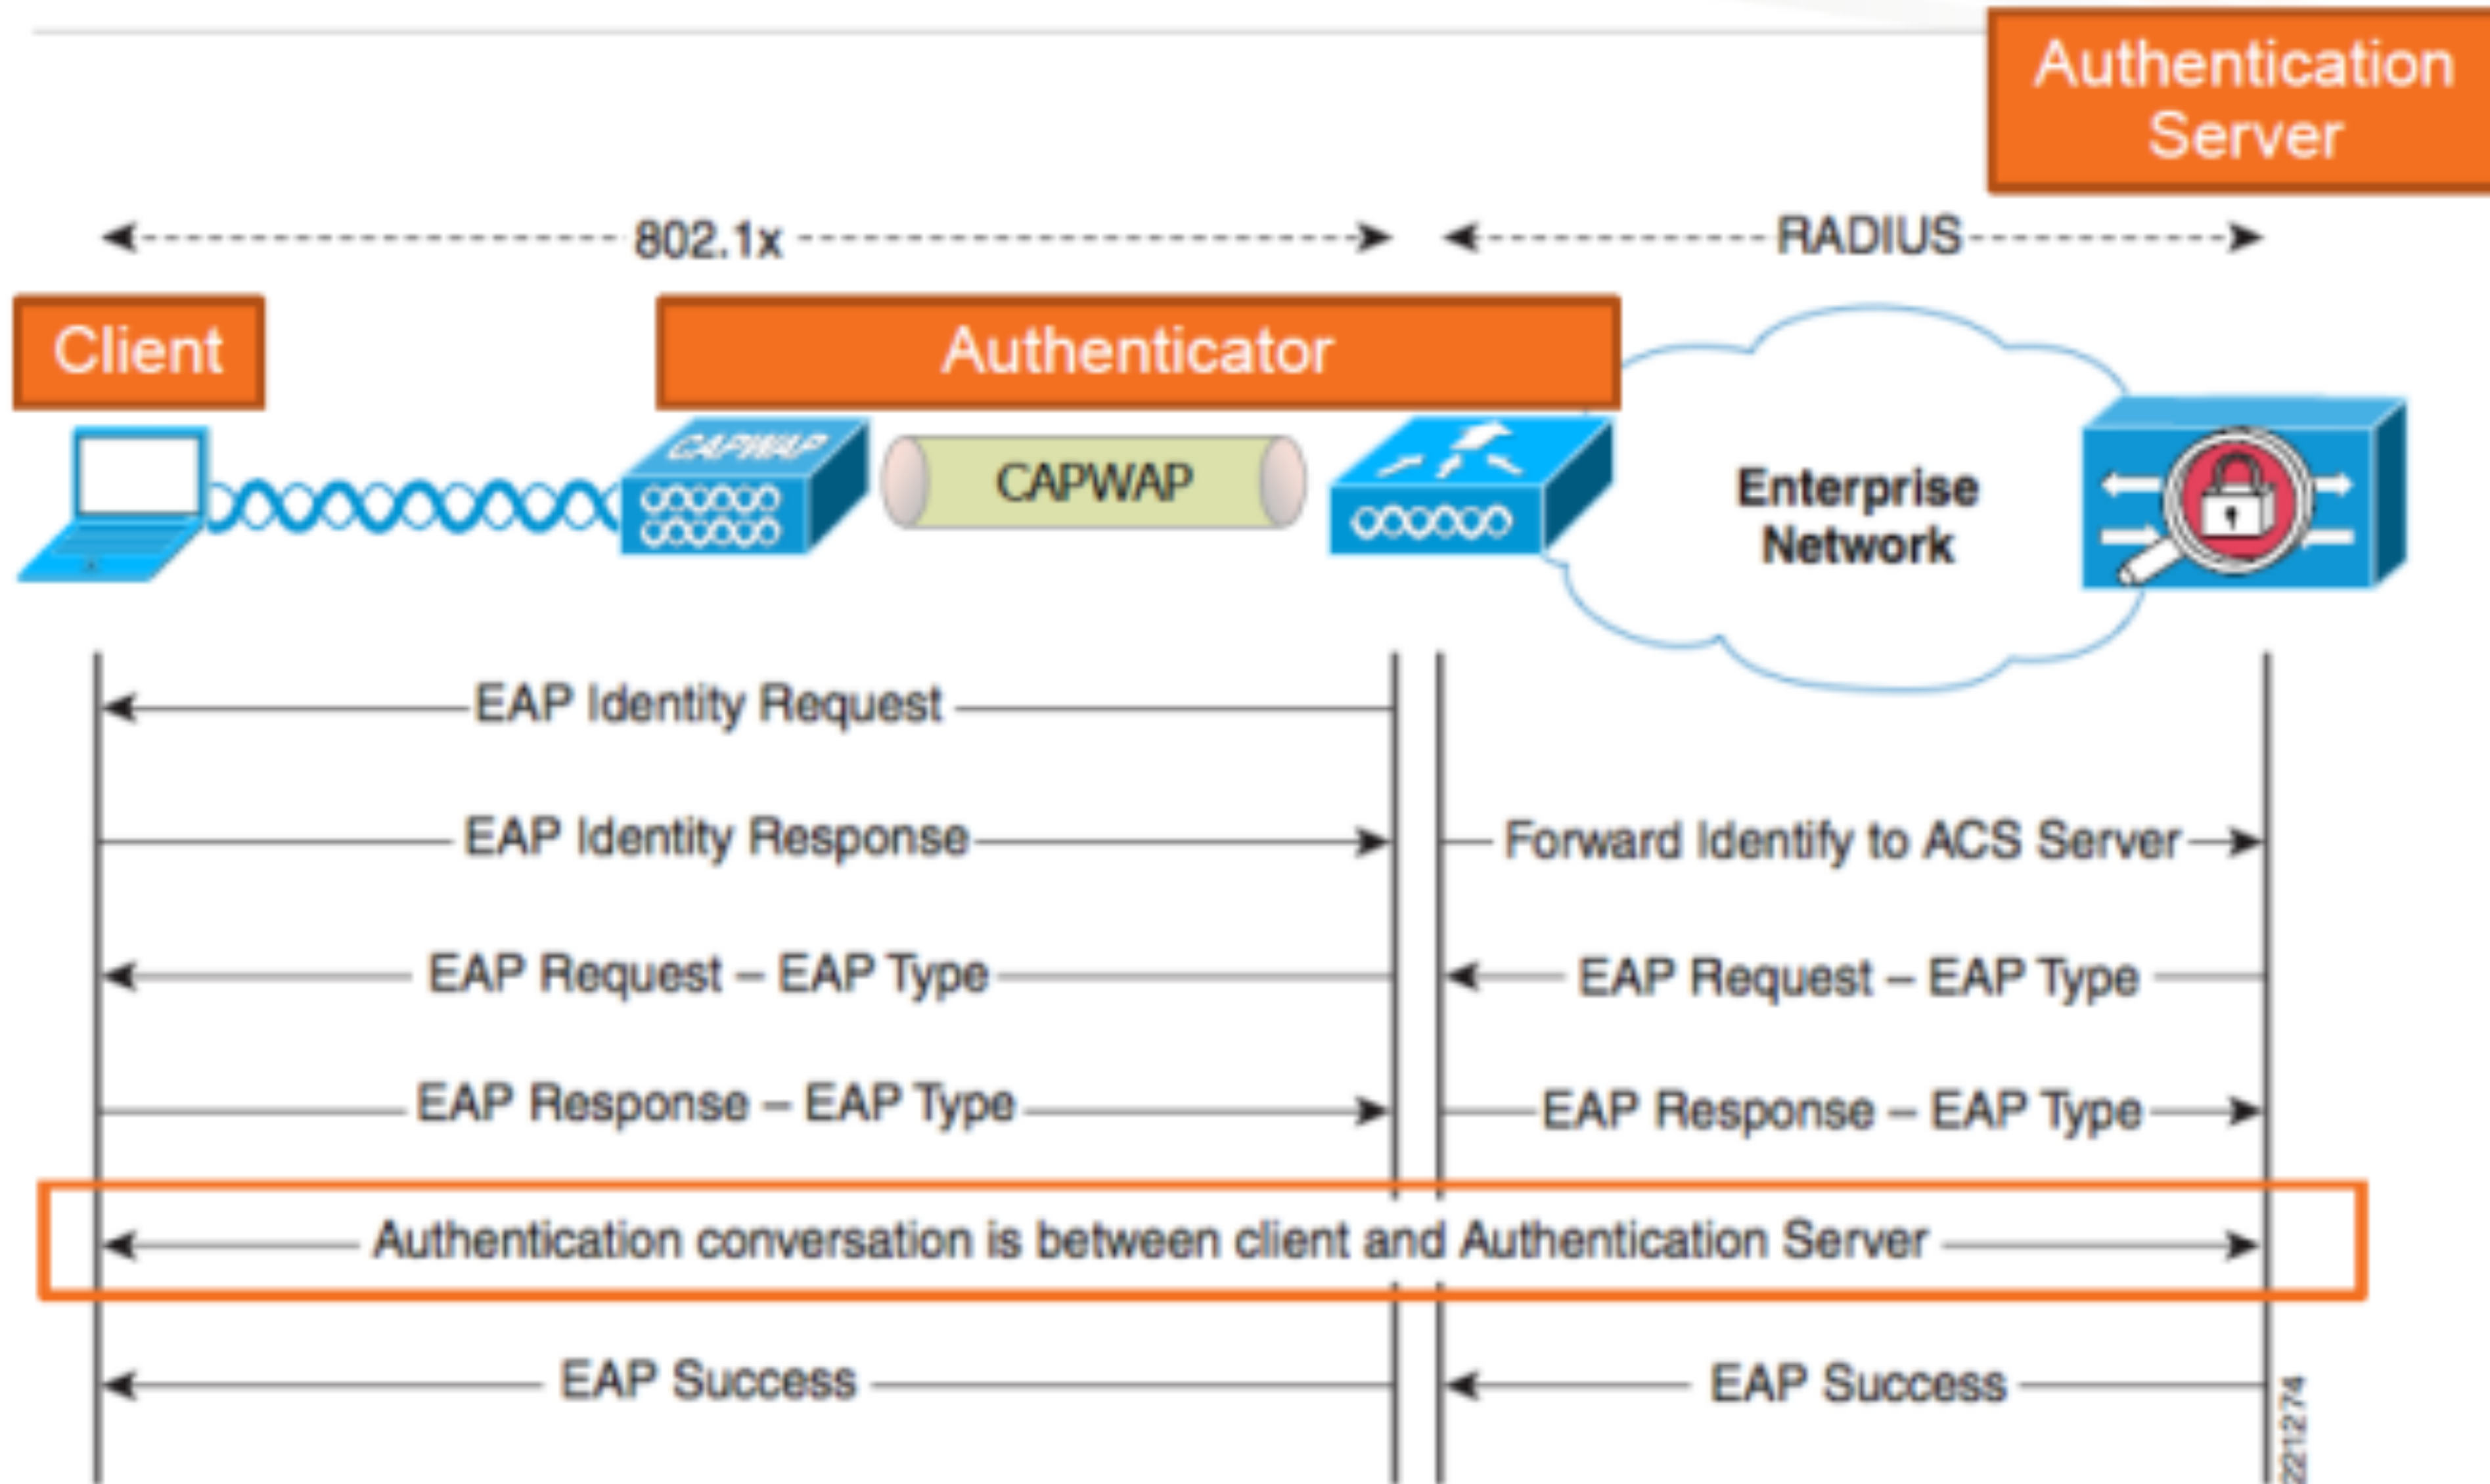 Authentication
Server
802.1x
RADIUS
Client
Authenticator
CAPWAP
CAPWAP
Enterprise
Network
EAP Identity Request
EAP Identity Response
Forward Identify to ACS Server
EAP Request – EAP Type
EAP Request – EAP Type
EAP Response – EAP Type
EAP Response – EAP Type
Authentication conversation is between client and Authentication Server
EAP Success
EAP Success
221274